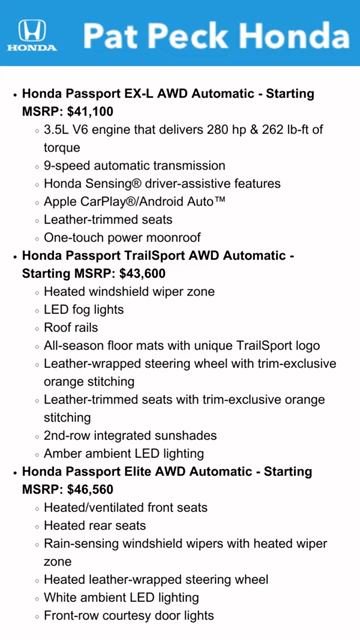 HONDA
Pat Peck Honda
• Honda Passport EX-L AWD Automatic - Starting
MSRP: $41,100
◦ 3.5L V6 engine that delivers 280 hp & 262 lb-ft of
torque
◦ 9-speed automatic transmission
◦ Honda Sensing® driver-assistive features
◦ Apple CarPlay®/Android Auto™
◦ Leather-trimmed seats
◦ One-touch power moonroof
• Honda Passport TrailSport AWD Automatic -
Starting MSRP: $43,600
◦ Heated windshield wiper zone
◦ LED fog lights
◦ Roof rails
◦ All-season floor mats with unique TrailSport logo
◦ Leather-wrapped steering wheel with trim-exclusive
orange stitching
◦ Leather-trimmed seats with trim-exclusive orange
stitching
◦ 2nd-row integrated sunshades
◦ Amber ambient LED lighting
• Honda Passport Elite AWD Automatic - Starting
MSRP: $46,560
◦ Heated/ventilated front seats
◦ Heated rear seats
◦ Rain-sensing windshield wipers with heated wiper
zone
◦ Heated leather-wrapped steering wheel
◦ White ambient LED lighting
◦ Front-row courtesy door lights